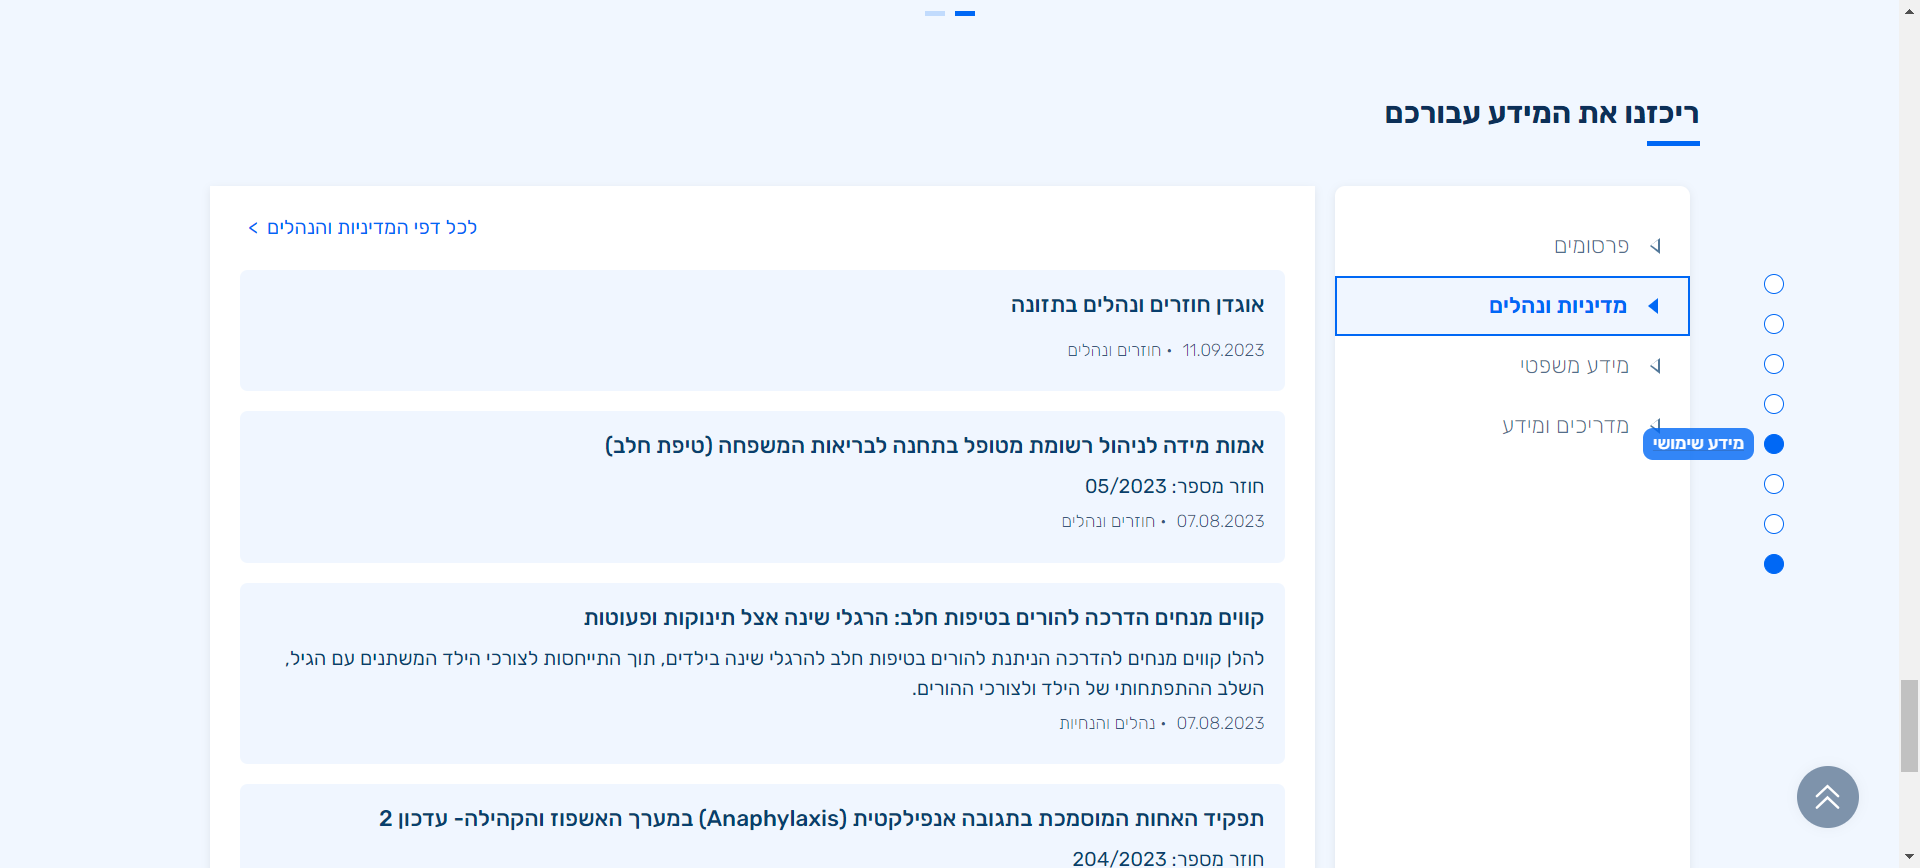 ריכזנו את המידע עבורכם
פרסומים
מדיניות ונהלים
מידע משפטי
מדריכים ומידע
מידע שימושי
לכל דפי המדיניות והנהלים >
אוגדן חוזרים ונהלים בתזונה
11.09.2023 • חוזרים ונהלים
אמות מידה לניהול רשומת מטופל בתחנה לבריאות המשפחה (טיפת חלב)
חוזר מספר: 05/2023
07.08.2023 • חוזרים ונהלים
קווים מנחים הדרכה להורים בטיפות חלב: הרגלי שינה אצל תינוקות ופעוטות
להלן קווים מנחים להדרכה הניתנת להורים בטיפות חלב להרגלי שינה בילדים, תוך התייחסות לצורכי הילד המשתנים עם הגיל,
השלב ההתפתחותי של הילד ולצורכי ההורים.
07.08.2023 • נהלים והנחיות
תפקיד האחות המוסמכת בתגובה אנפילקטית (Anaphylaxis) במערך האשפוז והקהילה- עדכון 2
חוזר מספר: 204/2023